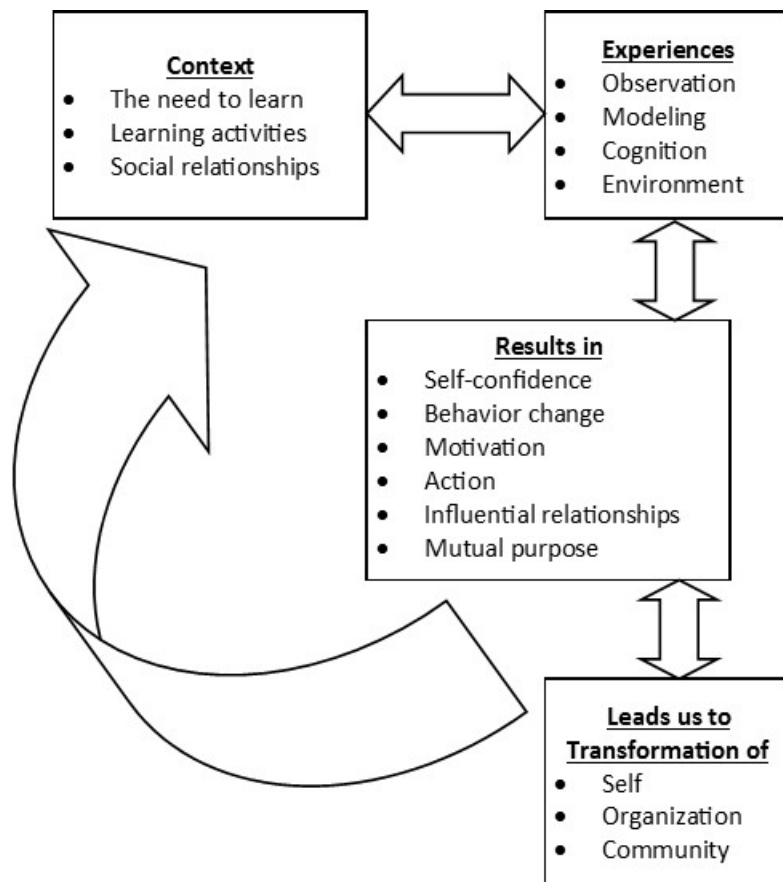 Context
• The need to learn
• Learning activities
• Social relationships
Experiences
• Observation
• Modeling
• Cognition
• Environment
Results in
• Self-confidence
• Behavior change
• Motivation
• Action
• Influential relationships
• Mutual purpose
Leads us to
Transformation of
• Self
• Organization
• Community